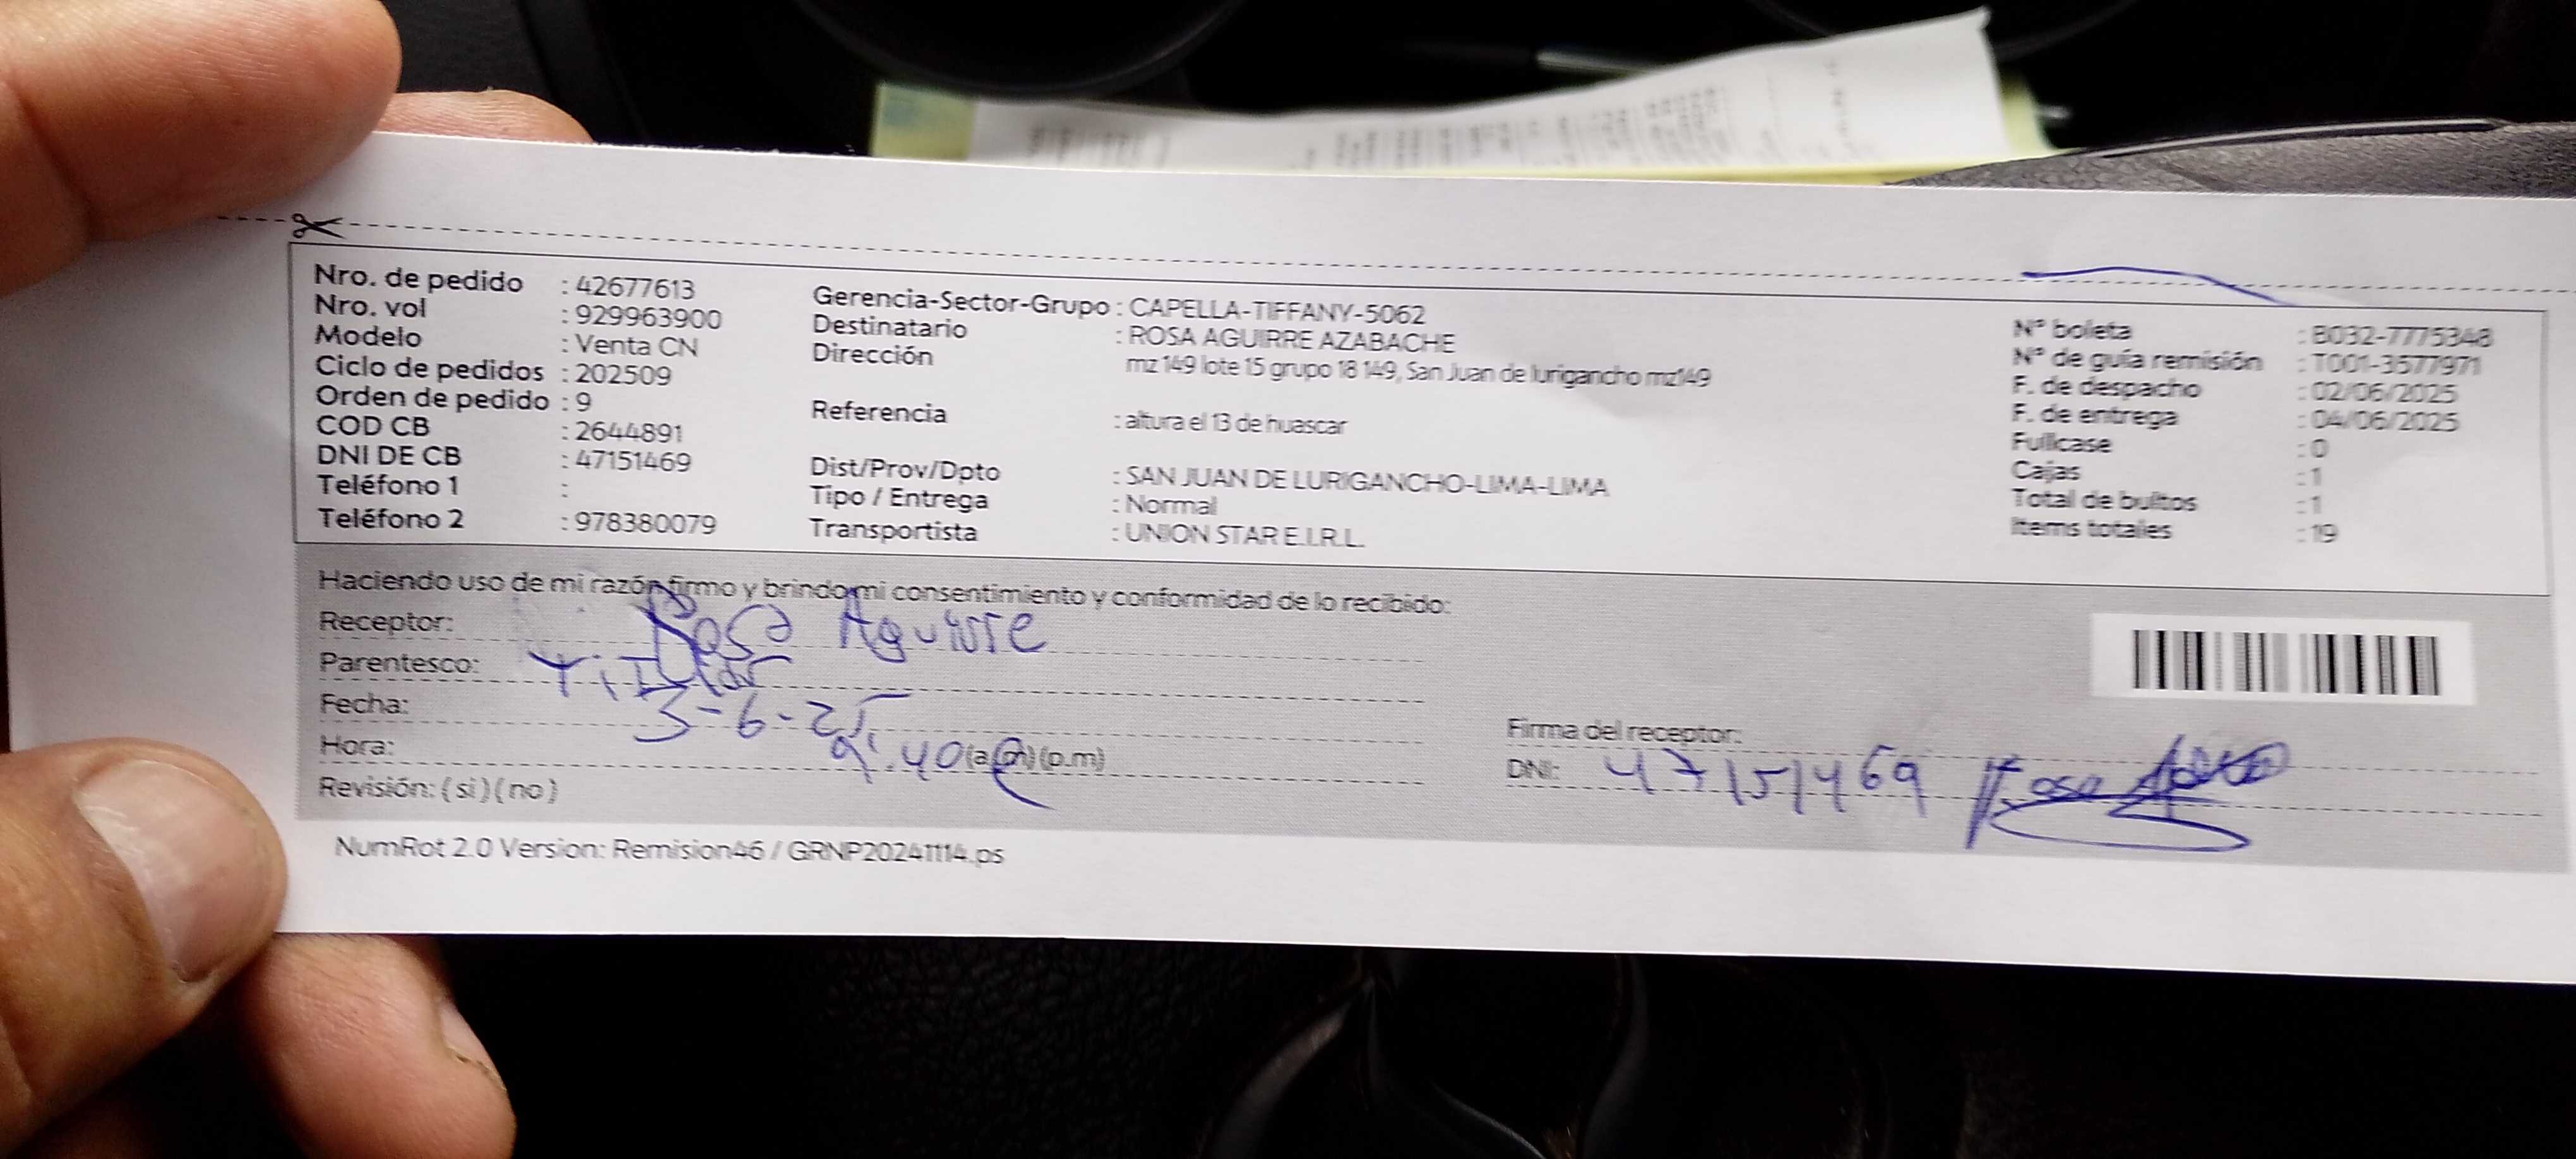 Nro. de pedido : 42677613
Nro. vol : 929963900
Modelo : Venta CN
Ciclo de pedidos : 202509
Orden de pedido : 9
COD CB : 2644891
DNI DE CB : 47151469
Teléfono 1 :
Teléfono 2 : 978380079
Gerencia-Sector-Grupo : CAPELLA-TIFFANY-5062
Destinatario : ROSA AGUIRRE AZABACHE
Dirección mz 149 lote 15 grupo 18 149, San Juan de lurigancho mz149
Referencia : altura el 13 de huascar
Dist/Prov/Dpto : SAN JUAN DE LURIGANCHO-LIMA-LIMA
Tipo / Entrega : Normal
Transportista : UNION STAR E.I.R.L.
N° boleta : B032-7775348
N° de guía remisión : T001-3577971
F. de despacho : 02/06/2025
F. de entrega : 04/06/2025
Fullcase : 0
Cajas : 1
Total de bultos : 1
Items totales : 19
Haciendo uso de mi razón firmo y brindo mi consentimiento y conformidad de lo recibido:
Receptor: Rosa Aguirre
Parentesco: Titular
Fecha: 3-6-25
Hora: 9:40 (a.m) (p.m)
Revisión: ( si ) ( no )
Firma del receptor:
DNI: 47151469 Rosa
NumRot 2.0 Version: Remision46 / GRNP20241114.ps